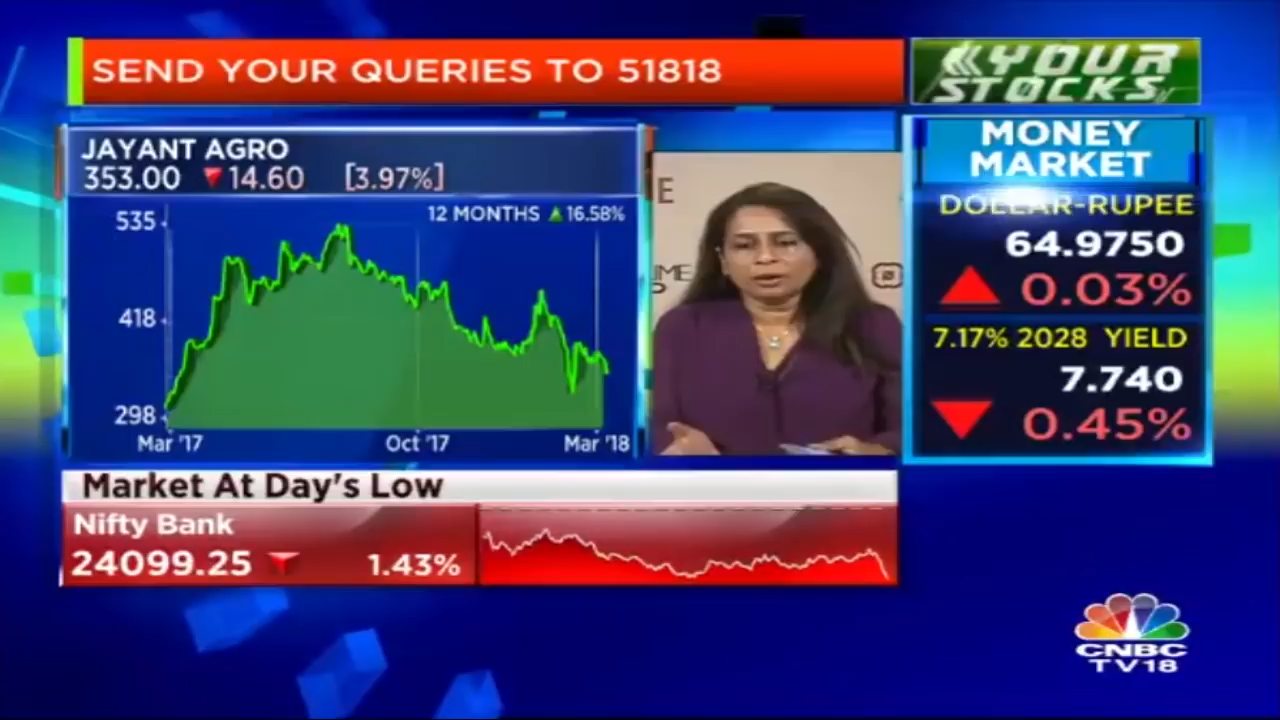 SEND YOUR QUERIES TO 51818
YOUR
STOCKS
JAYANT AGRO
353.00 ▼14.60 [3.97%]
12 MONTHS ▲16.58%
535
418
298
Mar '17 Oct '17 Mar '18
E
IME
MONEY
MARKET
DOLLAR-RUPEE
64.9750
▲ 0.03%
7.17% 2028 YIELD
7.740
▼ 0.45%
Market At Day's Low
Nifty Bank
24099.25 ▼ 1.43%
CNBC
TV18